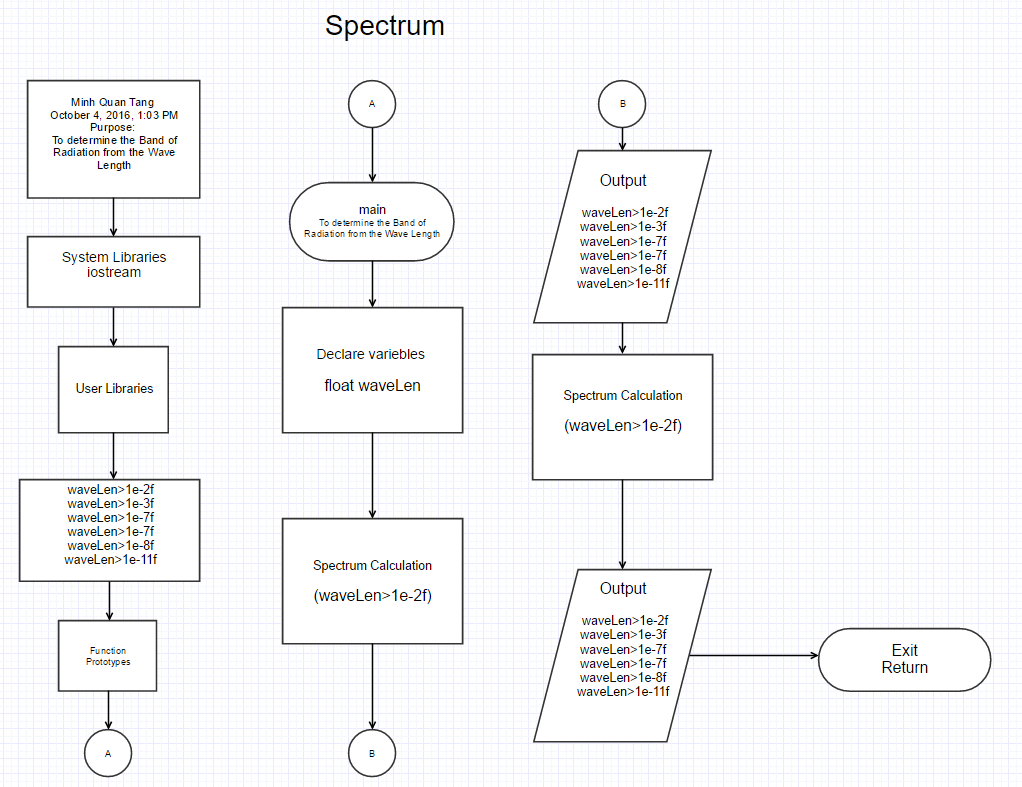 Spectrum
Minh Quan Tang
October 4, 2016, 1:03 PM
Purpose:
To determine the Band of
Radiation from the Wave
Length
System Libraries
iostream
User Libraries
waveLen>1e-2f
waveLen>1e-3f
waveLen>1e-7f
waveLen>1e-7f
waveLen>1e-8f
waveLen>1e-11f
Function
Prototypes
A
A
main
To determine the Band of
Radiation from the Wave Length
Declare variebles
float waveLen
Spectrum Calculation
(waveLen>1e-2f)
B
B
Output
waveLen>1e-2f
waveLen>1e-3f
waveLen>1e-7f
waveLen>1e-7f
waveLen>1e-8f
waveLen>1e-11f
Spectrum Calculation
(waveLen>1e-2f)
Output
waveLen>1e-2f
waveLen>1e-3f
waveLen>1e-7f
waveLen>1e-7f
waveLen>1e-8f
waveLen>1e-11f
Exit
Return